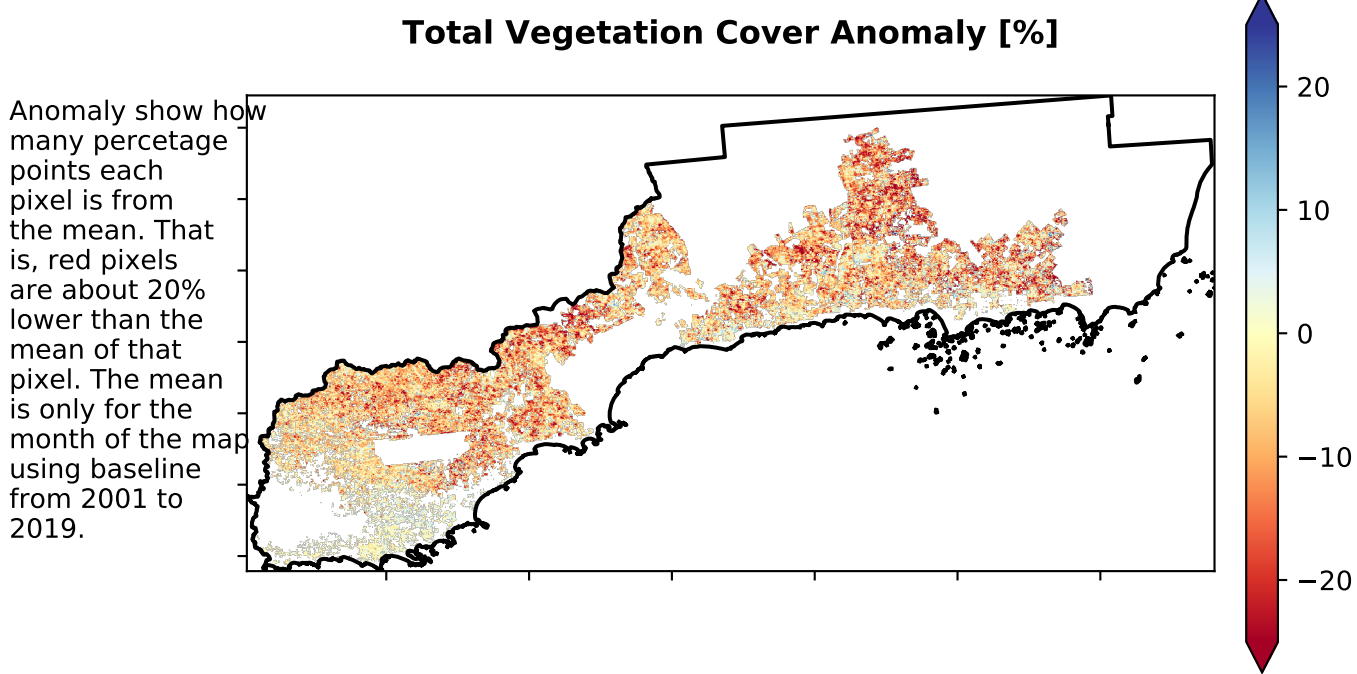 Total Vegetation Cover Anomaly [%]
Anomaly show how
many percetage
points each
pixel is from
the mean. That
is, red pixels
are about 20%
lower than the
mean of that
pixel. The mean
is only for the
month of the map
using baseline
from 2001 to
2019.
20
10
0
−10
−20